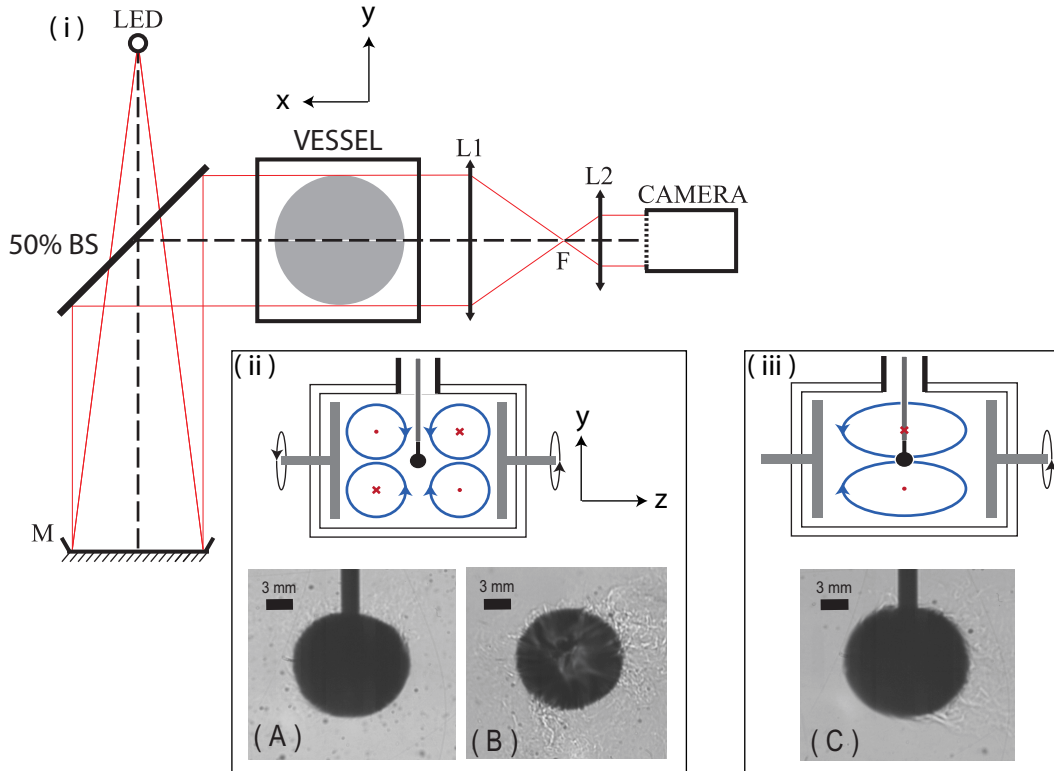 ( i )
LED
y
x
VESSEL
L1
L2
CAMERA
50% BS
F
M
( ii )
y
z
3 mm
( A )
3 mm
( B )
( iii )
3 mm
( C )